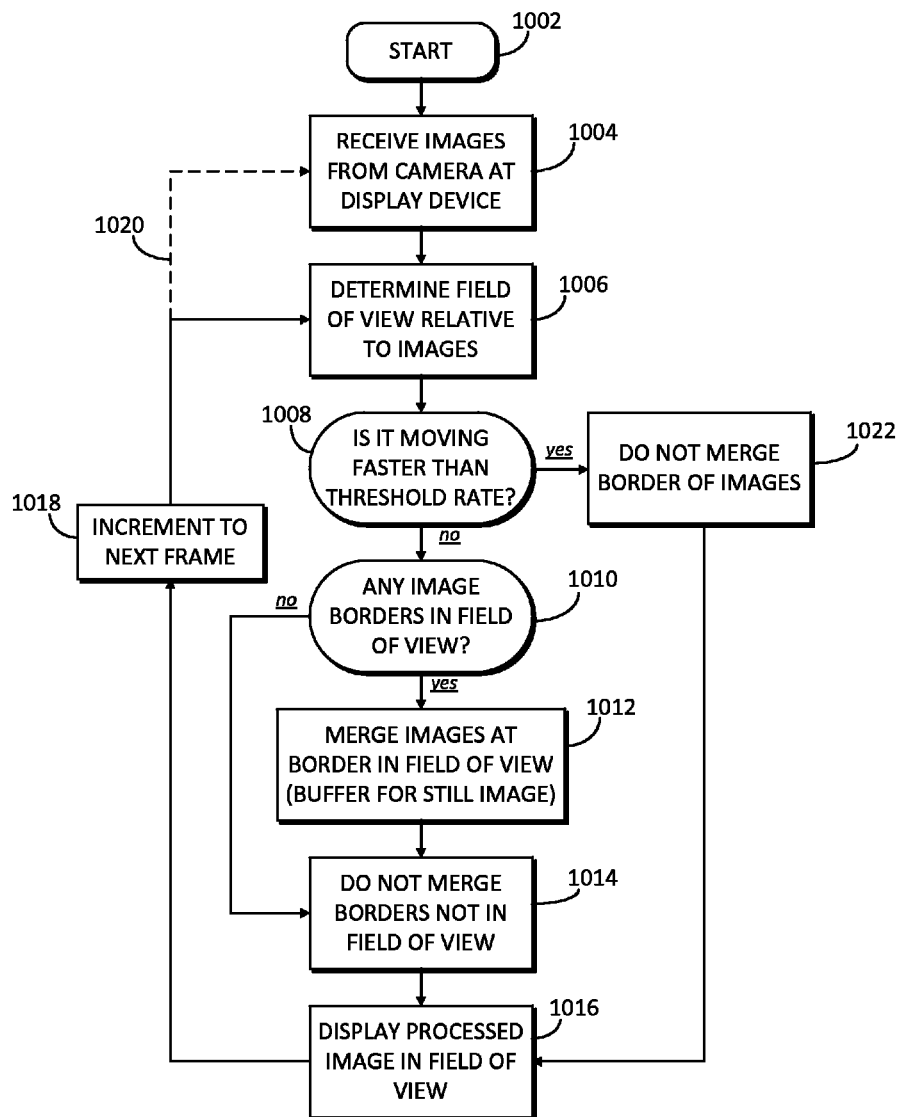 1002
START
1004
RECEIVE IMAGES
FROM CAMERA AT
DISPLAY DEVICE
1020
1006
DETERMINE FIELD
OF VIEW RELATIVE
TO IMAGES
1008
IS IT MOVING
FASTER THAN
THRESHOLD RATE?
yes
1022
DO NOT MERGE
BORDER OF IMAGES
1018
INCREMENT TO
NEXT FRAME
no
no
1010
ANY IMAGE
BORDERS IN FIELD
OF VIEW?
yes
1012
MERGE IMAGES AT
BORDER IN FIELD OF VIEW
(BUFFER FOR STILL IMAGE)
1014
DO NOT MERGE
BORDERS NOT IN
FIELD OF VIEW
1016
DISPLAY PROCESSED
IMAGE IN FIELD OF
VIEW